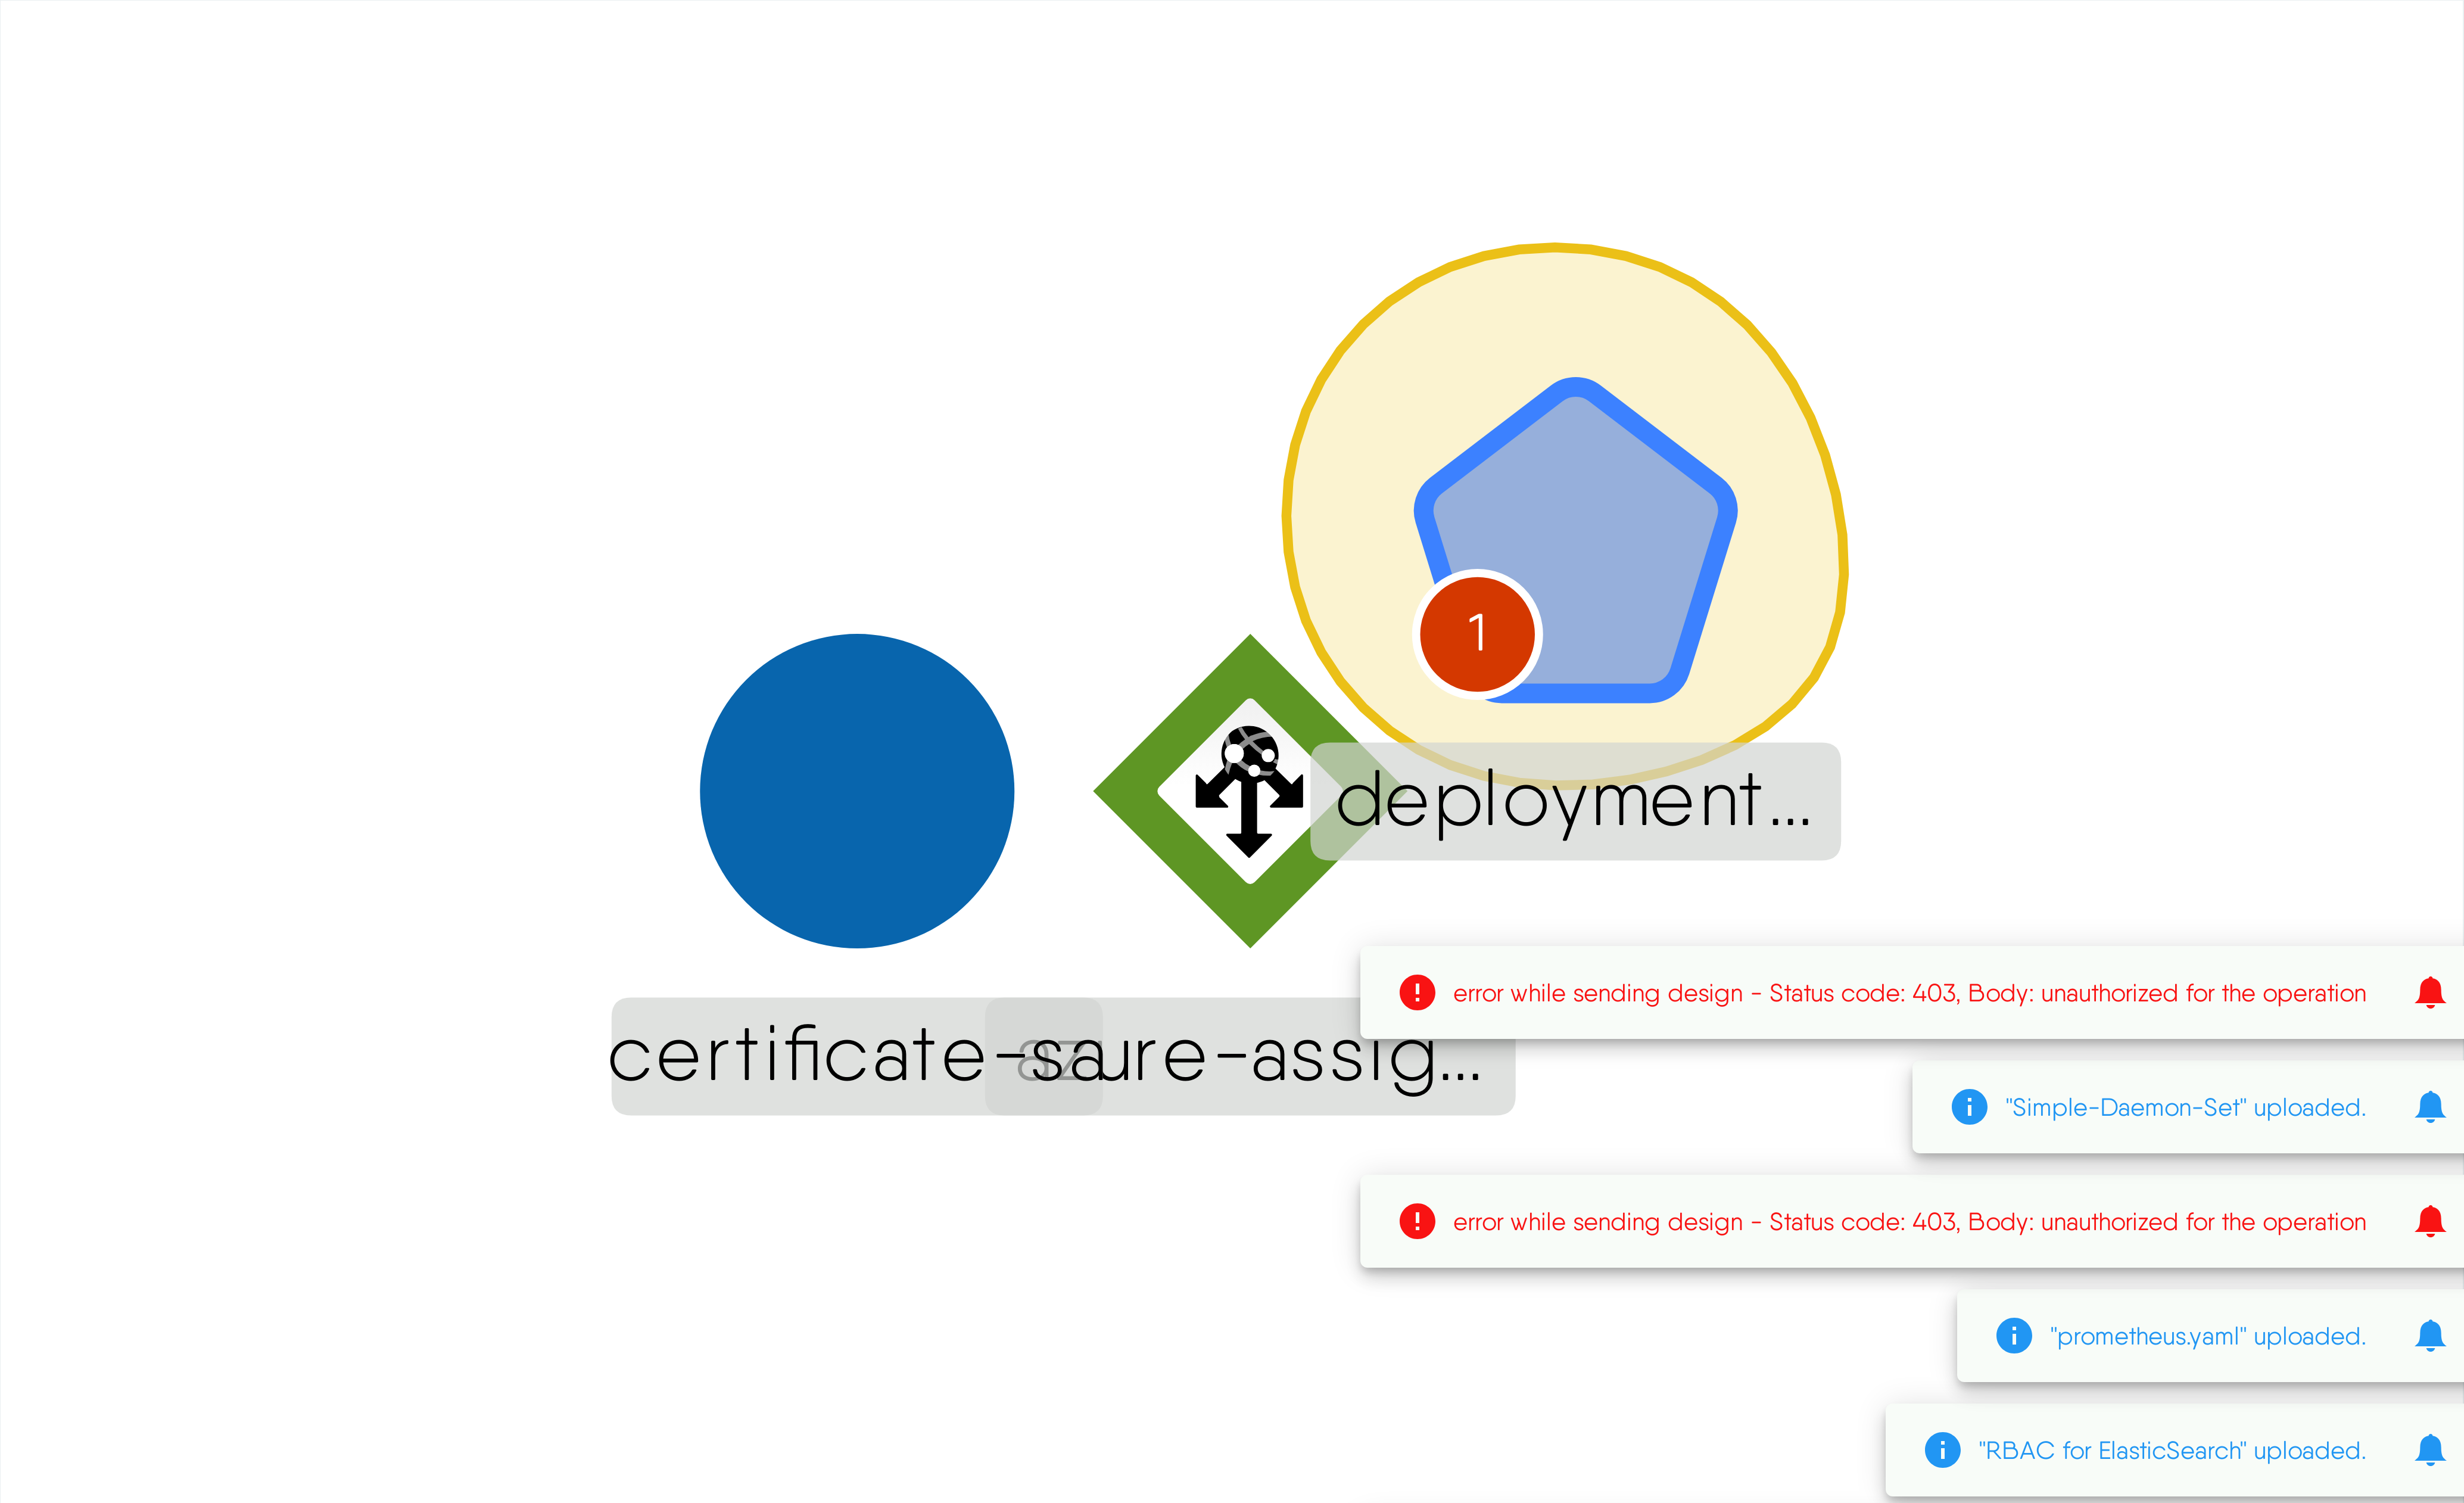 1
deployment...
error while sending design - Status code: 403, Body: unauthorized for the operation
certificate-sa
azure-assig...
"Simple-Daemon-Set" uploaded.
error while sending design - Status code: 403, Body: unauthorized for the operation
"prometheus.yaml" uploaded.
"RBAC for ElasticSearch" uploaded.